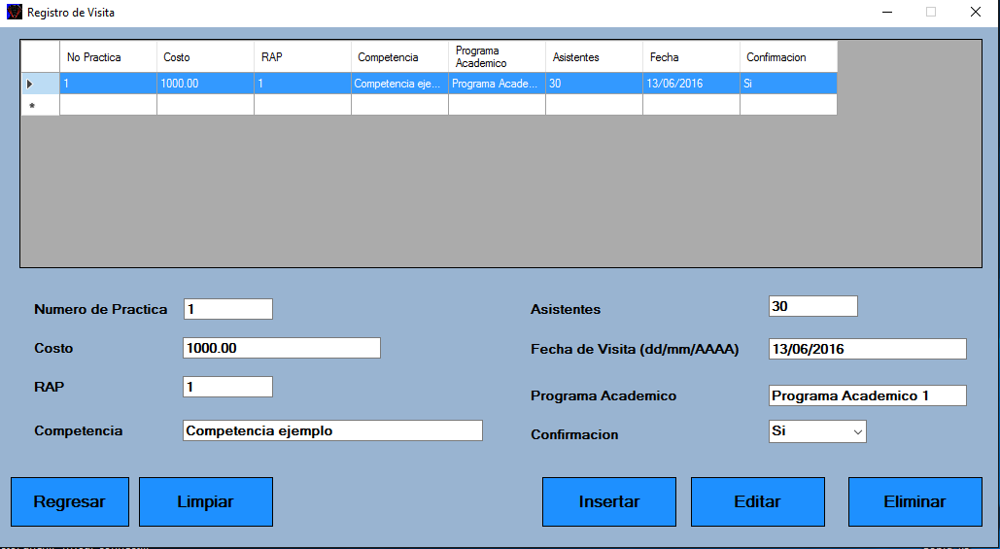 Registro de Visita
No Practica Costo RAP Competencia Programa Academico Asistentes Fecha Confirmacion
1 1000.00 1 Competencia eje... Programa Acade... 30 13/06/2016 Si
Numero de Practica 1 Asistentes 30
Costo 1000.00 Fecha de Visita (dd/mm/AAAA) 13/06/2016
RAP 1 Programa Academico Programa Academico 1
Competencia Competencia ejemplo Confirmacion Si
Regresar Limpiar Insertar Editar Eliminar